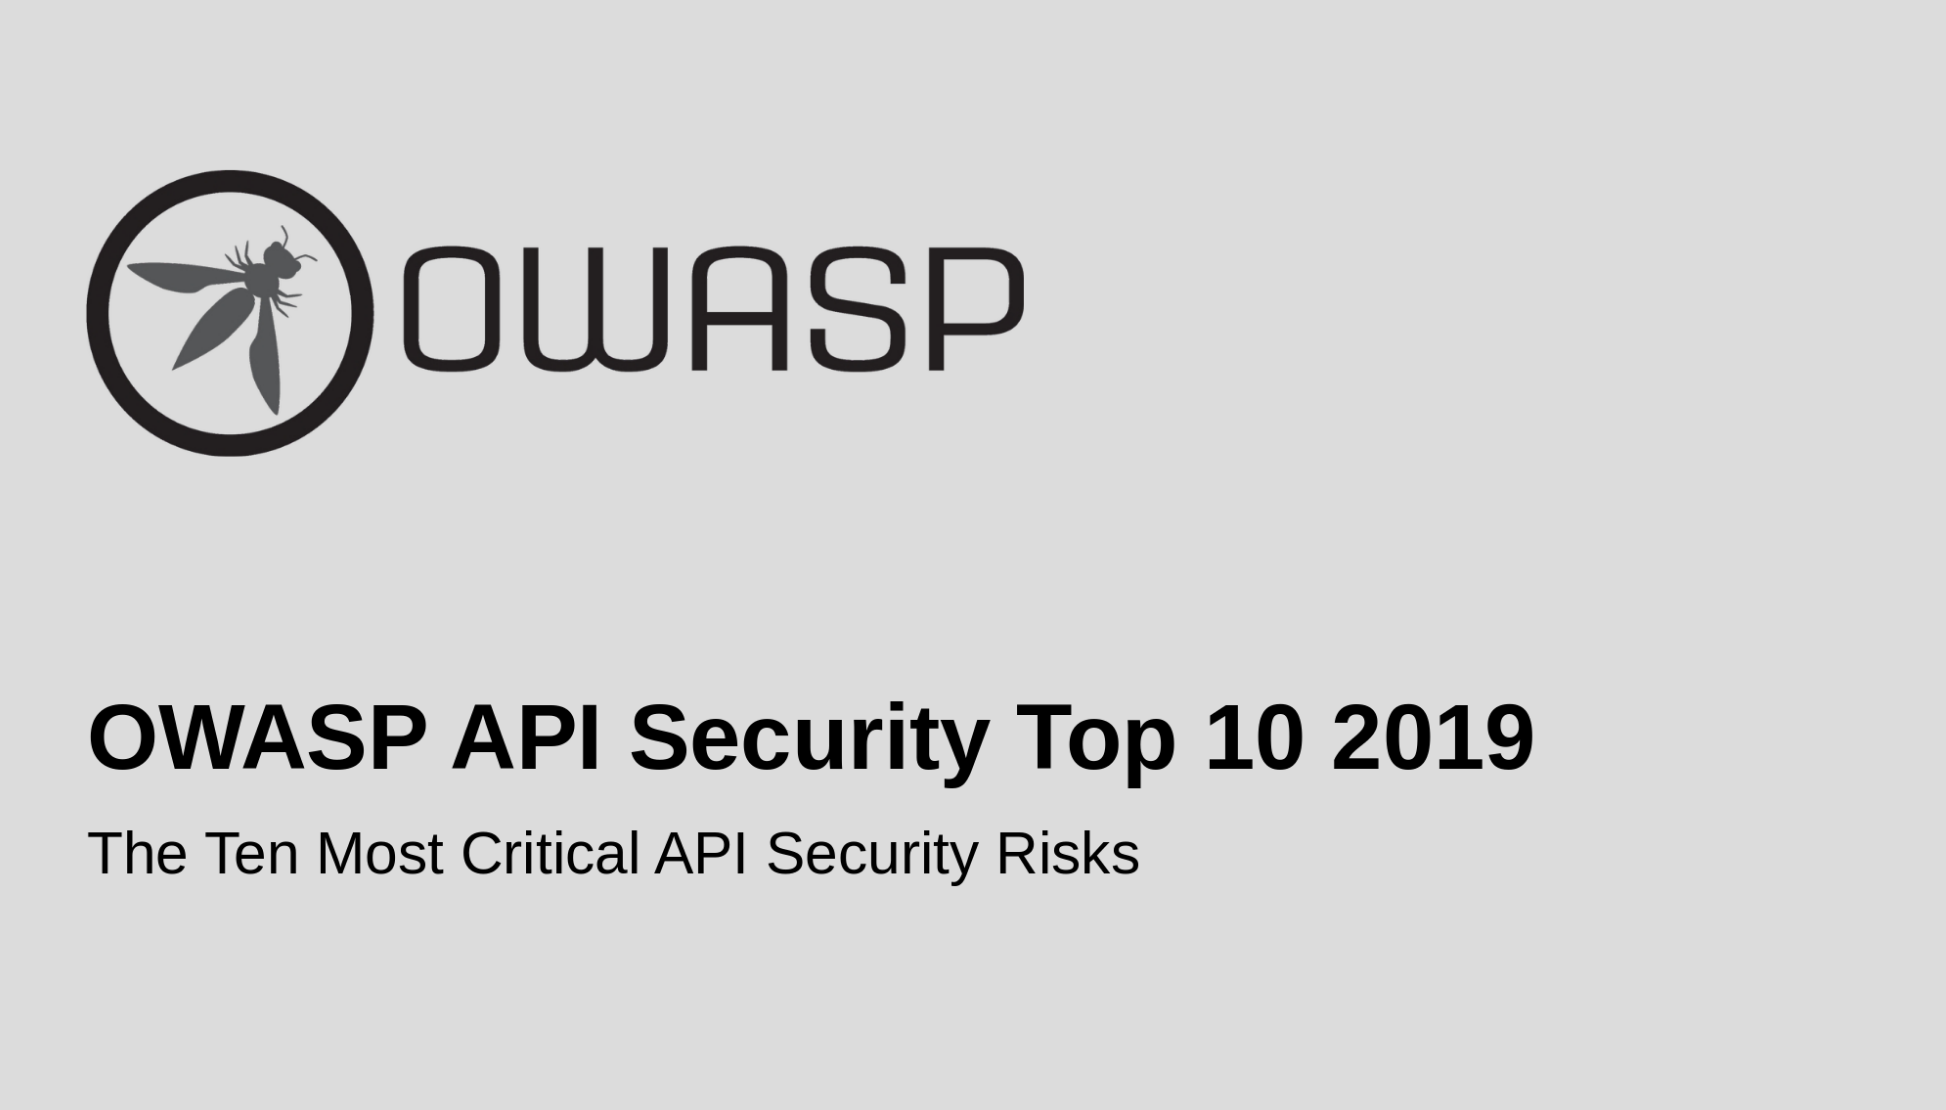 OWASP
OWASP API Security Top 10 2019
The Ten Most Critical API Security Risks